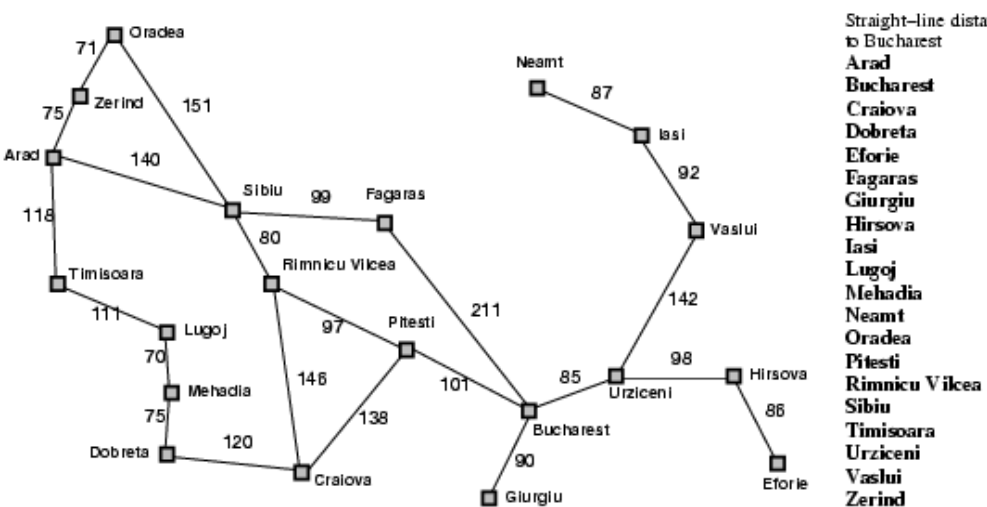 Oradea
71
Neamt
87
Zerind
151
75
Iasi
Arad
140
92
Sibiu
99
Fagaras
118
Vaslui
80
Timisoara
Rimnicu Vilcea
142
111
211
Lugoj
97
Pitesti
70
98
Hirsova
146
85
Mehadia
101
Urziceni
86
75
138
Bucharest
120
Dobreta
90
Craiova
Eforie
Giurgiu
Straight–line dista
to Bucharest
Arad
Bucharest
Craiova
Dobreta
Eforie
Fagaras
Giurgiu
Hirsova
Iasi
Lugoj
Mehadia
Neamt
Oradea
Pitesti
Rimnicu Vilcea
Sibiu
Timisoara
Urziceni
Vaslui
Zerind